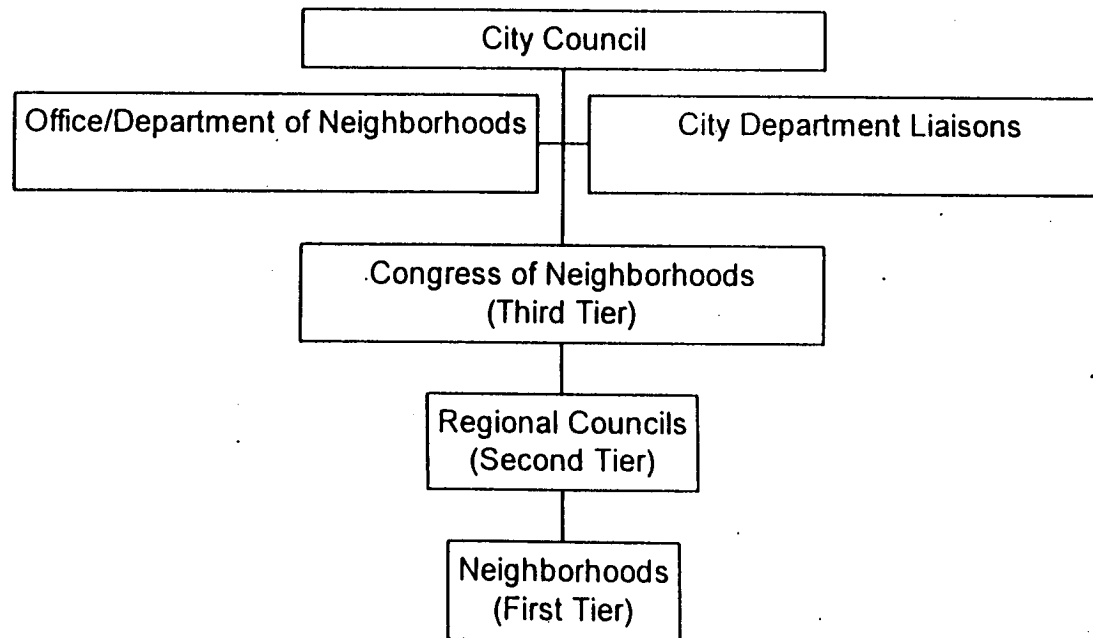 City Council
Office/Department of Neighborhoods
City Department Liaisons
Congress of Neighborhoods
(Third Tier)
Regional Councils
(Second Tier)
Neighborhoods
(First Tier)